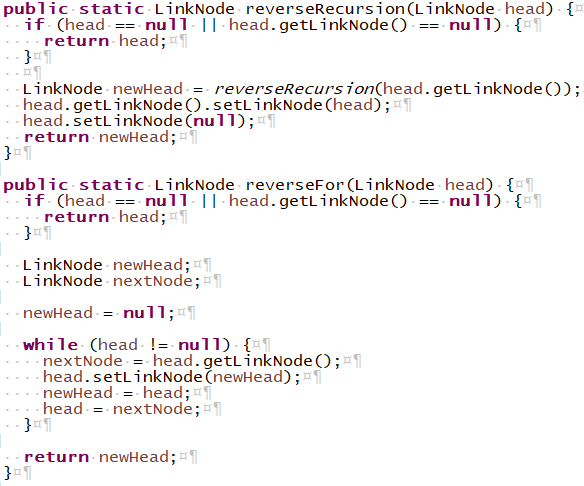 public static LinkNode reverseRecursion(LinkNode head) {¤¶
··if (head == null || head.getLinkNode() == null) {¤¶
····return head;¤¶
··}¤¶
··¤¶
··LinkNode newHead = reverseRecursion(head.getLinkNode());
··head.getLinkNode().setLinkNode(head);¤¶
··head.setLinkNode(null);¤¶
··return newHead;¤¶
}¤¶
public static LinkNode reverseFor(LinkNode head) {¤¶
··if (head == null || head.getLinkNode() == null) {¤¶
····return head;¤¶
··}¤¶
··LinkNode newHead;¤¶
··LinkNode nextNode;¤¶
··newHead = null;¤¶
··while (head != null) {¤¶
····nextNode = head.getLinkNode();¤¶
····head.setLinkNode(newHead);¤¶
····newHead = head;¤¶
····head = nextNode;¤¶
··}¤¶
··return newHead;¤¶
}¤¶